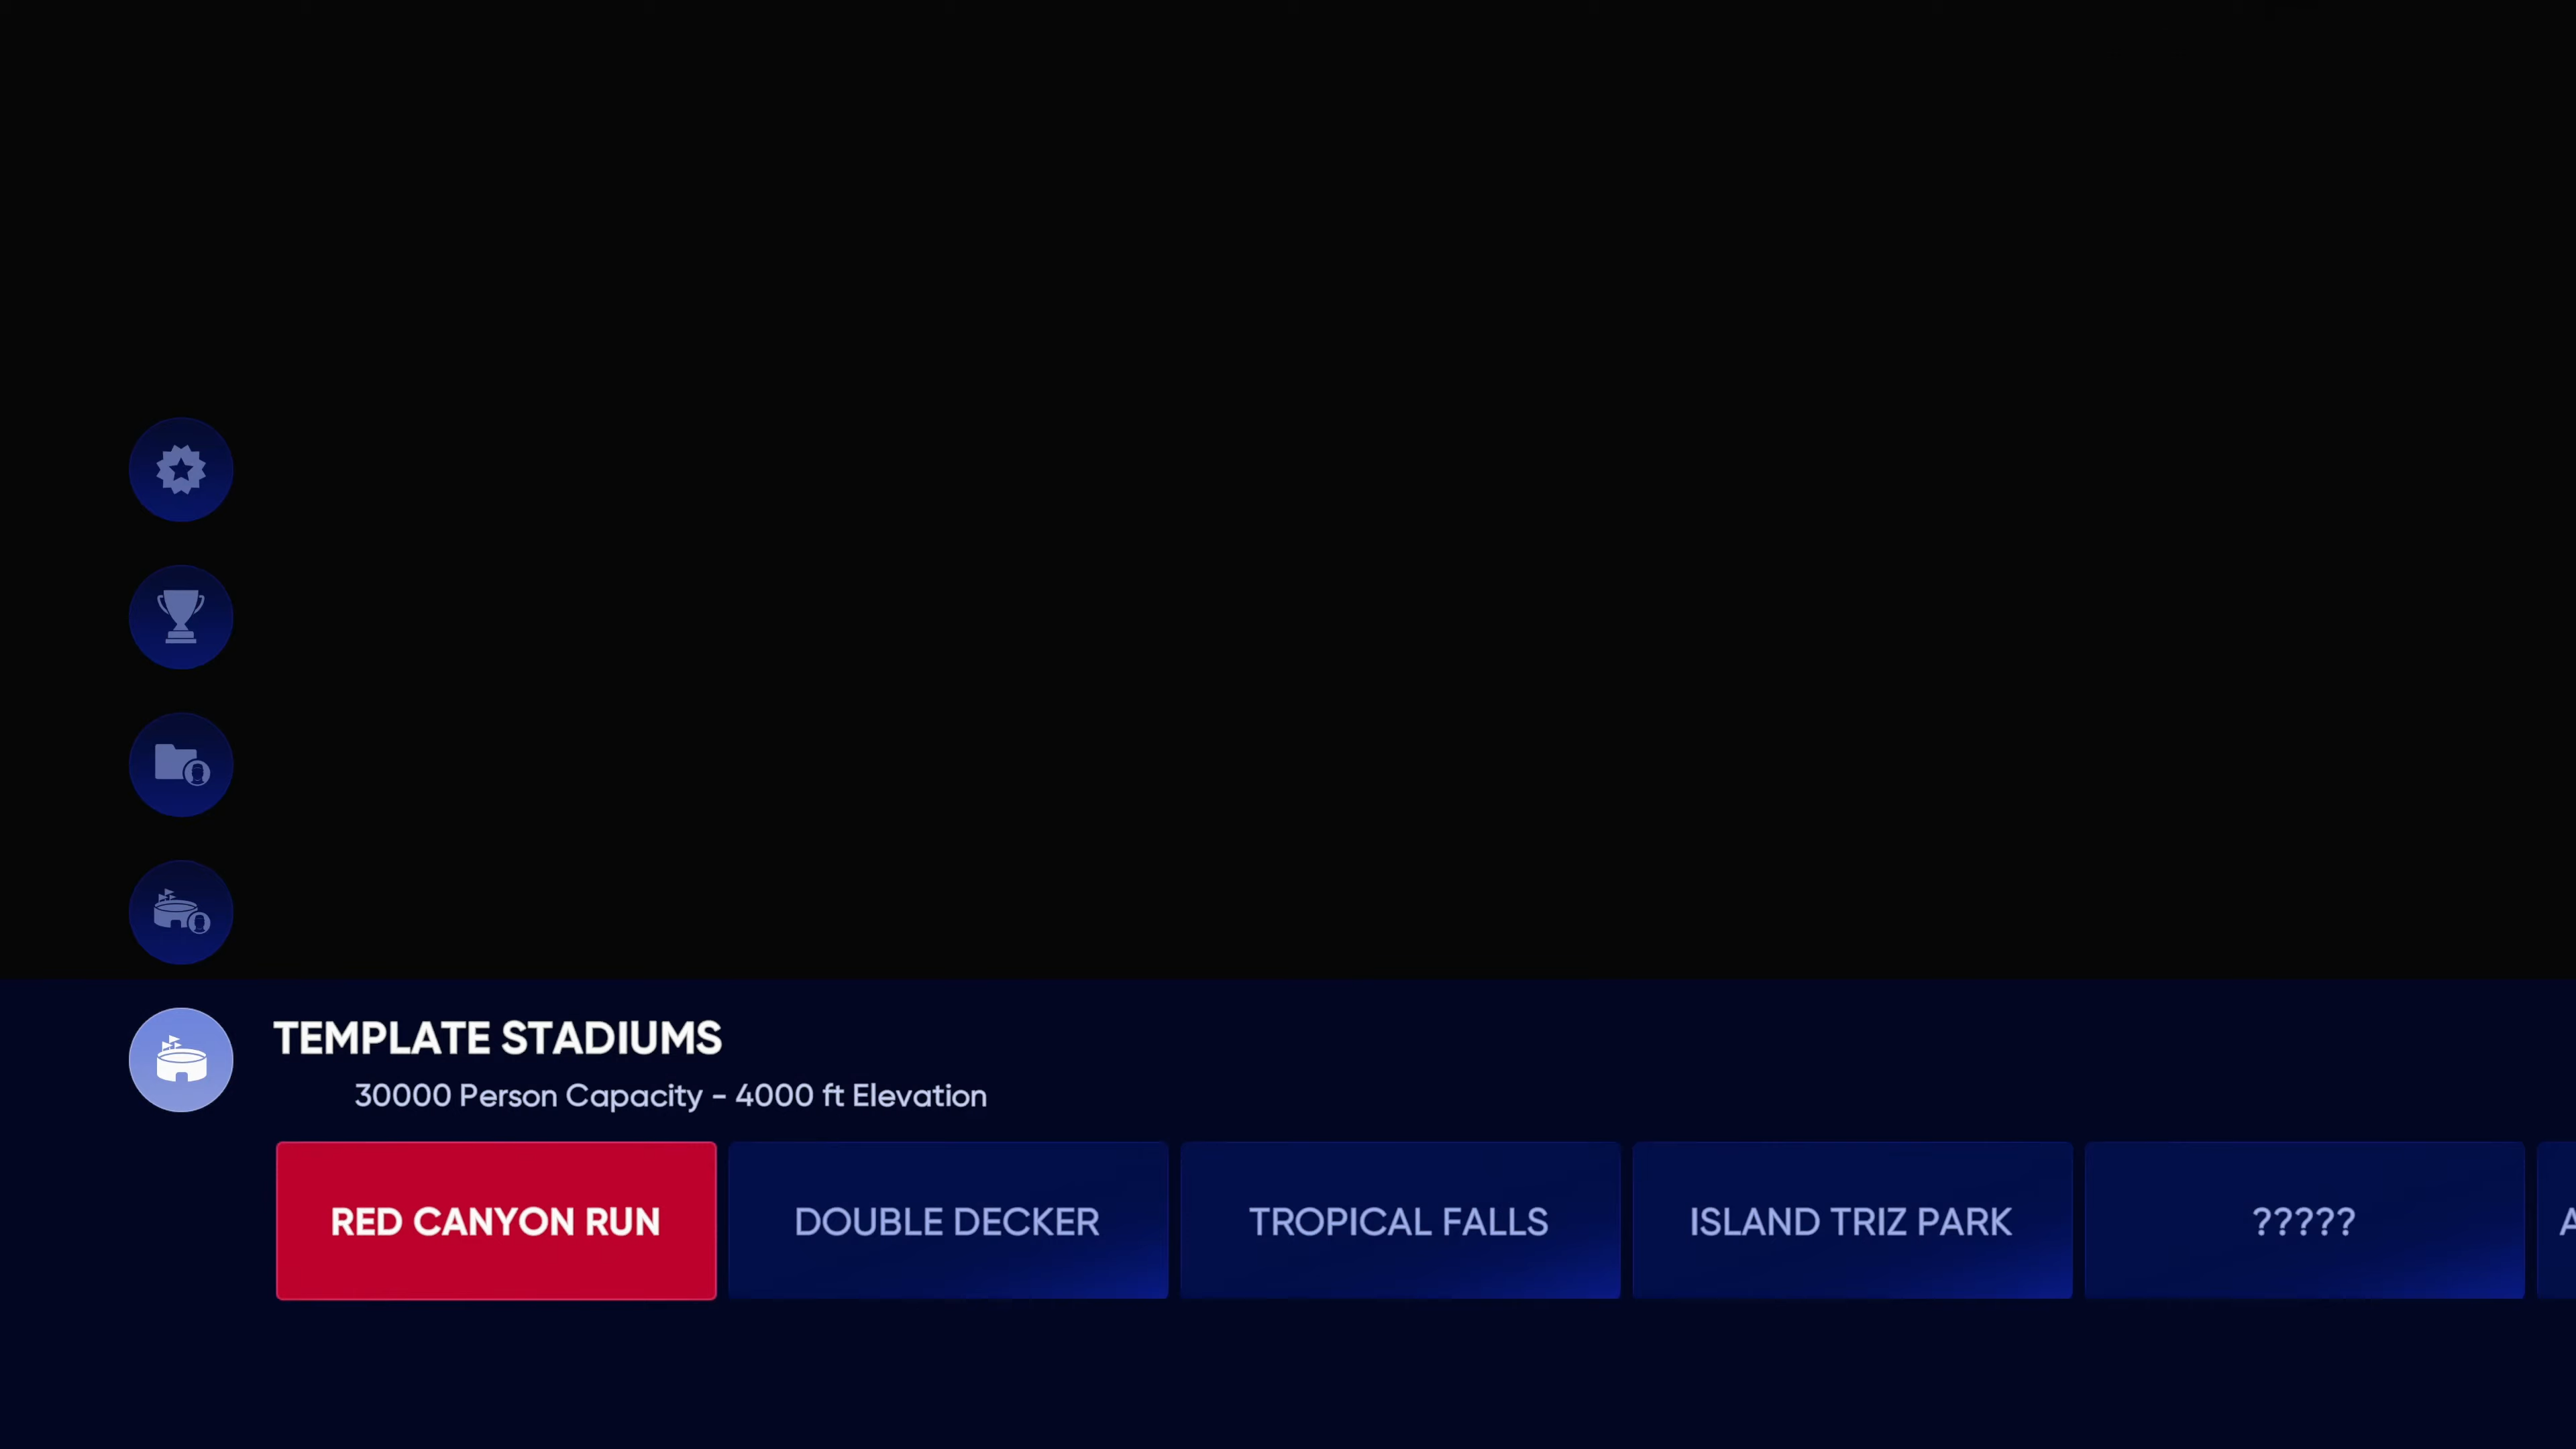 TEMPLATE STADIUMS
30000 Person Capacity - 4000 ft Elevation
RED CANYON RUN
DOUBLE DECKER
TROPICAL FALLS
ISLAND TRIZ PARK
?????